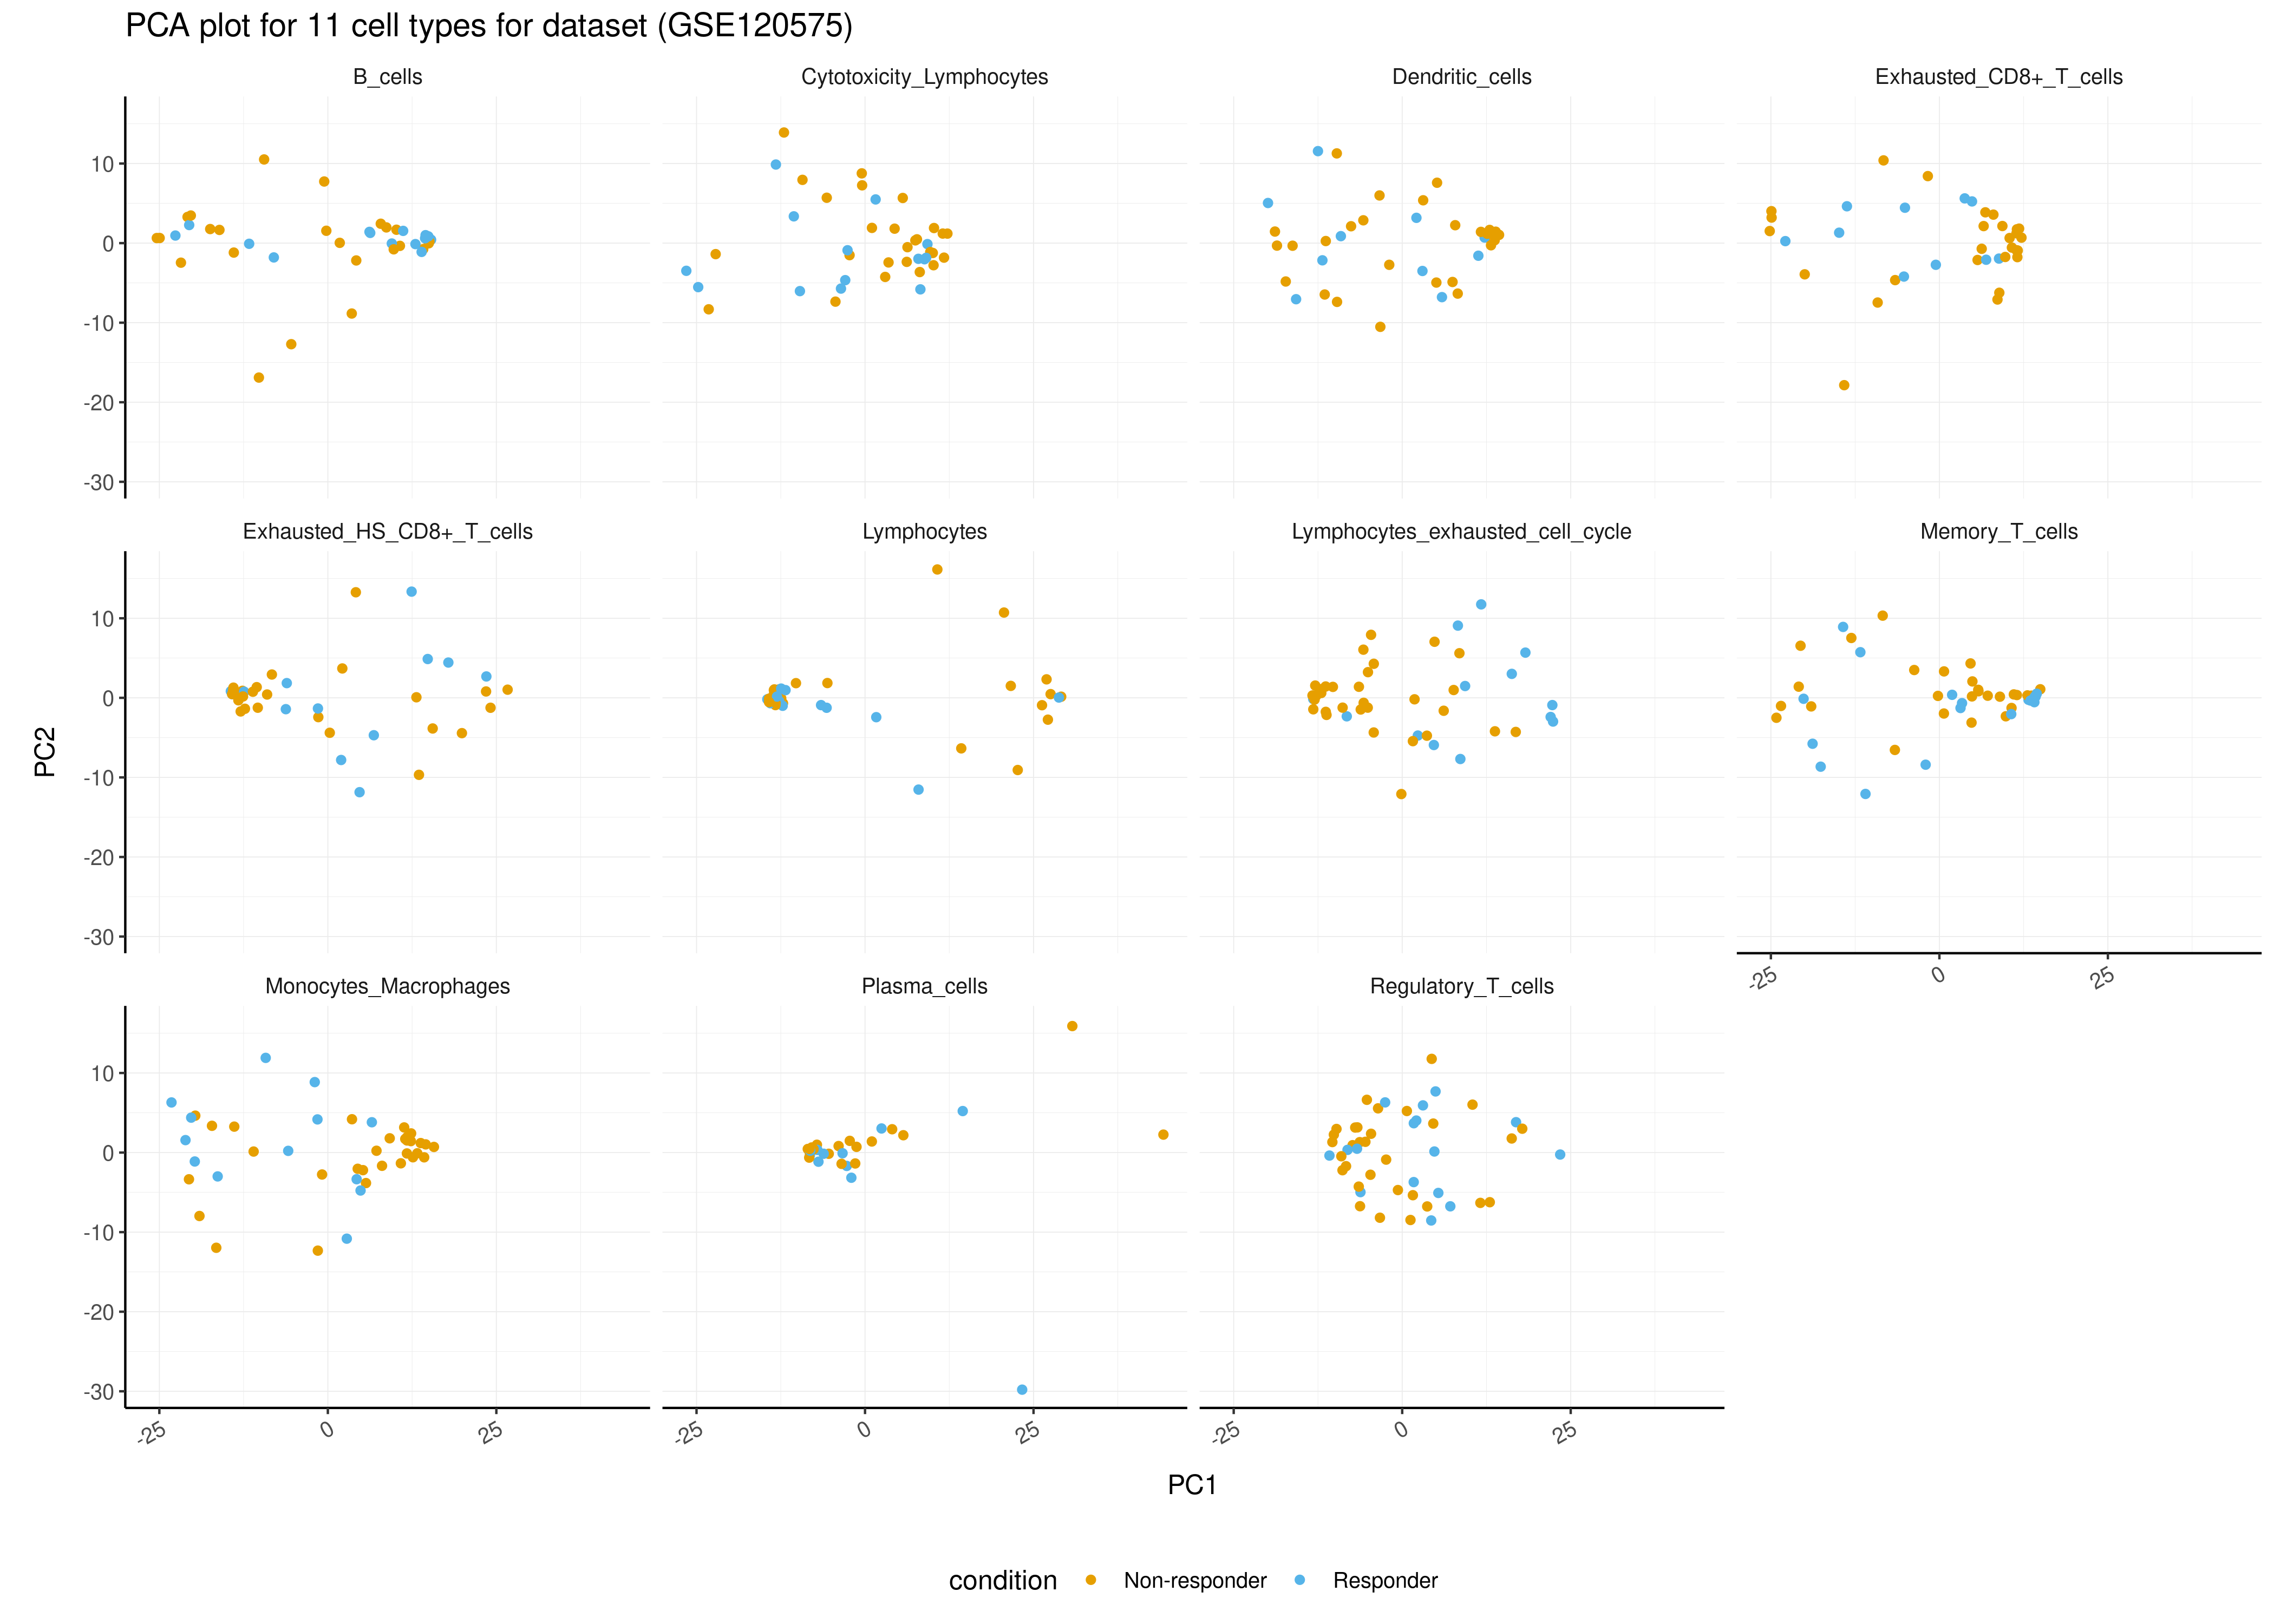 PCA plot for 11 cell types for dataset (GSE120575)
B_cells
Cytotoxicity_Lymphocytes
Dendritic_cells
Exhausted_CD8+_T_cells
10
0
-10
-20
-30
Exhausted_HS_CD8+_T_cells
Lymphocytes
Lymphocytes_exhausted_cell_cycle
Memory_T_cells
10
0
-10
-20
-30
-25
0
25
PC2
Monocytes_Macrophages
Plasma_cells
Regulatory_T_cells
10
0
-10
-20
-30
-25
0
25
-25
0
25
-25
0
25
PC1
condition
Non-responder
Responder